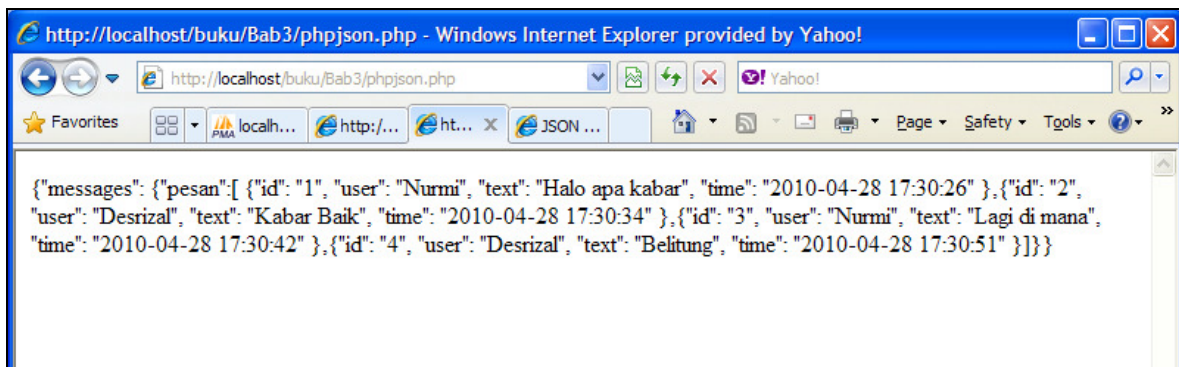 http://localhost/buku/Bab3/phpjson.php - Windows Internet Explorer provided by Yahoo!
http://localhost/buku/Bab3/phpjson.php Yahoo!
Favorites PMA localh... http:/... ht... X JSON ... Page Safety Tools »
{"messages": {"pesan":[ {"id": "1", "user": "Nurmi", "text": "Halo apa kabar", "time": "2010-04-28 17:30:26" },{"id": "2",
"user": "Desrizal", "text": "Kabar Baik", "time": "2010-04-28 17:30:34" },{"id": "3", "user": "Nurmi", "text": "Lagi di mana",
"time": "2010-04-28 17:30:42" },{"id": "4", "user": "Desrizal", "text": "Belitung", "time": "2010-04-28 17:30:51" }]}}